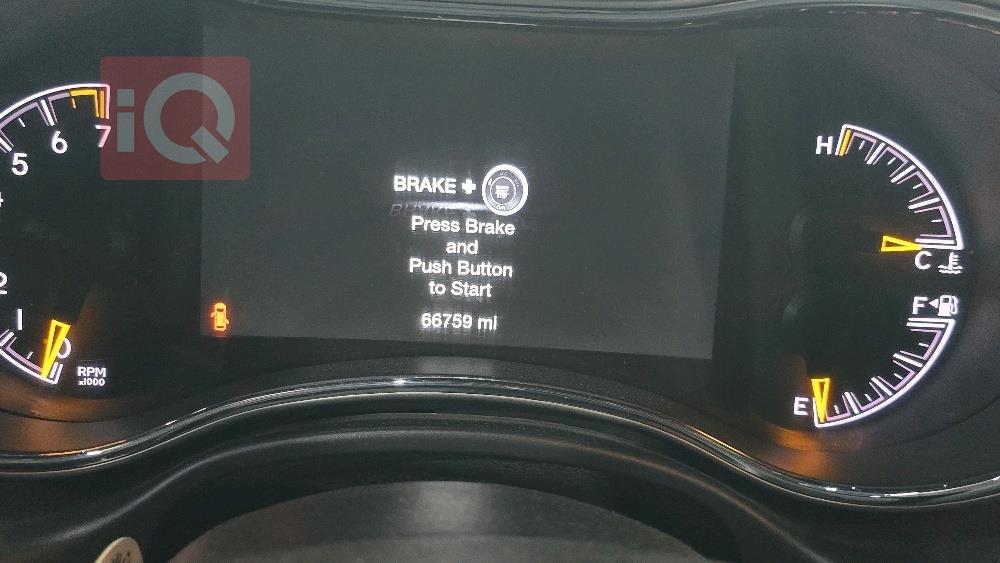 iQ
5
6
7
2
1
0
RPM
x1000
BRAKE +
Press Brake
and
Push Button
to Start
66759 mi
H
C
F
E